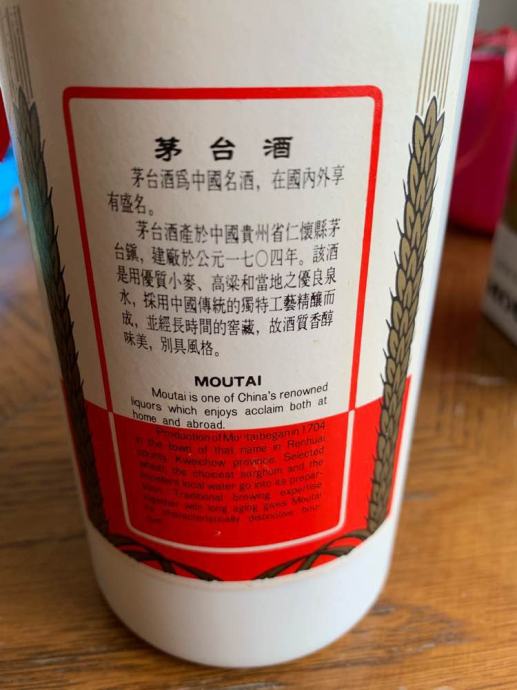 茅台酒
茅台酒爲中國名酒，在國內外享
有盛名。
茅台酒產於中國貴州省仁懷縣茅
台鎭，建廠於公元一七〇四年。該酒
是用優質小麥、高粱和當地之優良泉
水，採用中國傳統的獨特工藝精釀而
成，並經長時間的窖藏，故酒質香醇
味美，別具風格。
MOUTAI
Moutai is one of China's renowned
liquors which enjoys acclaim both at
home and abroad.
Production of Moutai began in 1704
in the town of that name in Renhuai
county, Kweichow province. Selected
wheat, the choicest sorghum and the
excellent local water go into its prepar-
ation. Traditional brewing expertise
together with long aging gives Moutai
its characteristically distinctive bou-
quet.